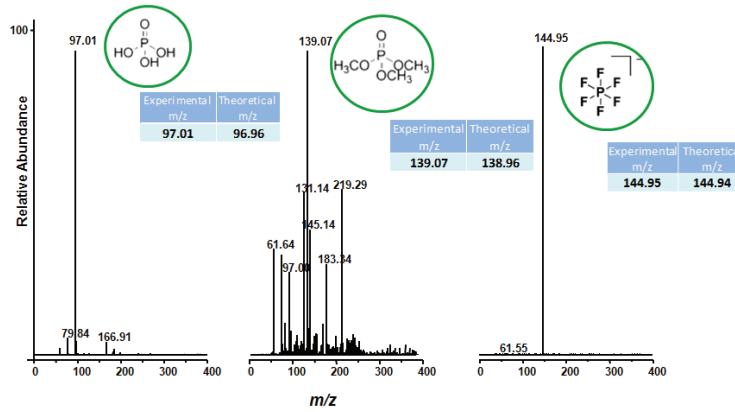 100
Relative Abundance
97.01
O
HO P OH
OH
Experimental m/z Theoretical m/z
97.01 96.96
79.84
166.91
0 100 200 300 400
139.07
O
H3CO P OCH3
OCH3
Experimental m/z Theoretical m/z
139.07 138.96
131.14
219.29
145.14
61.64
97.00
183.34
0 100 200 300 400
144.95
F
F F
P
F F
F
Experimental m/z Theoretical m/z
144.95 144.94
61.55
0 100 200 300 400
m/z